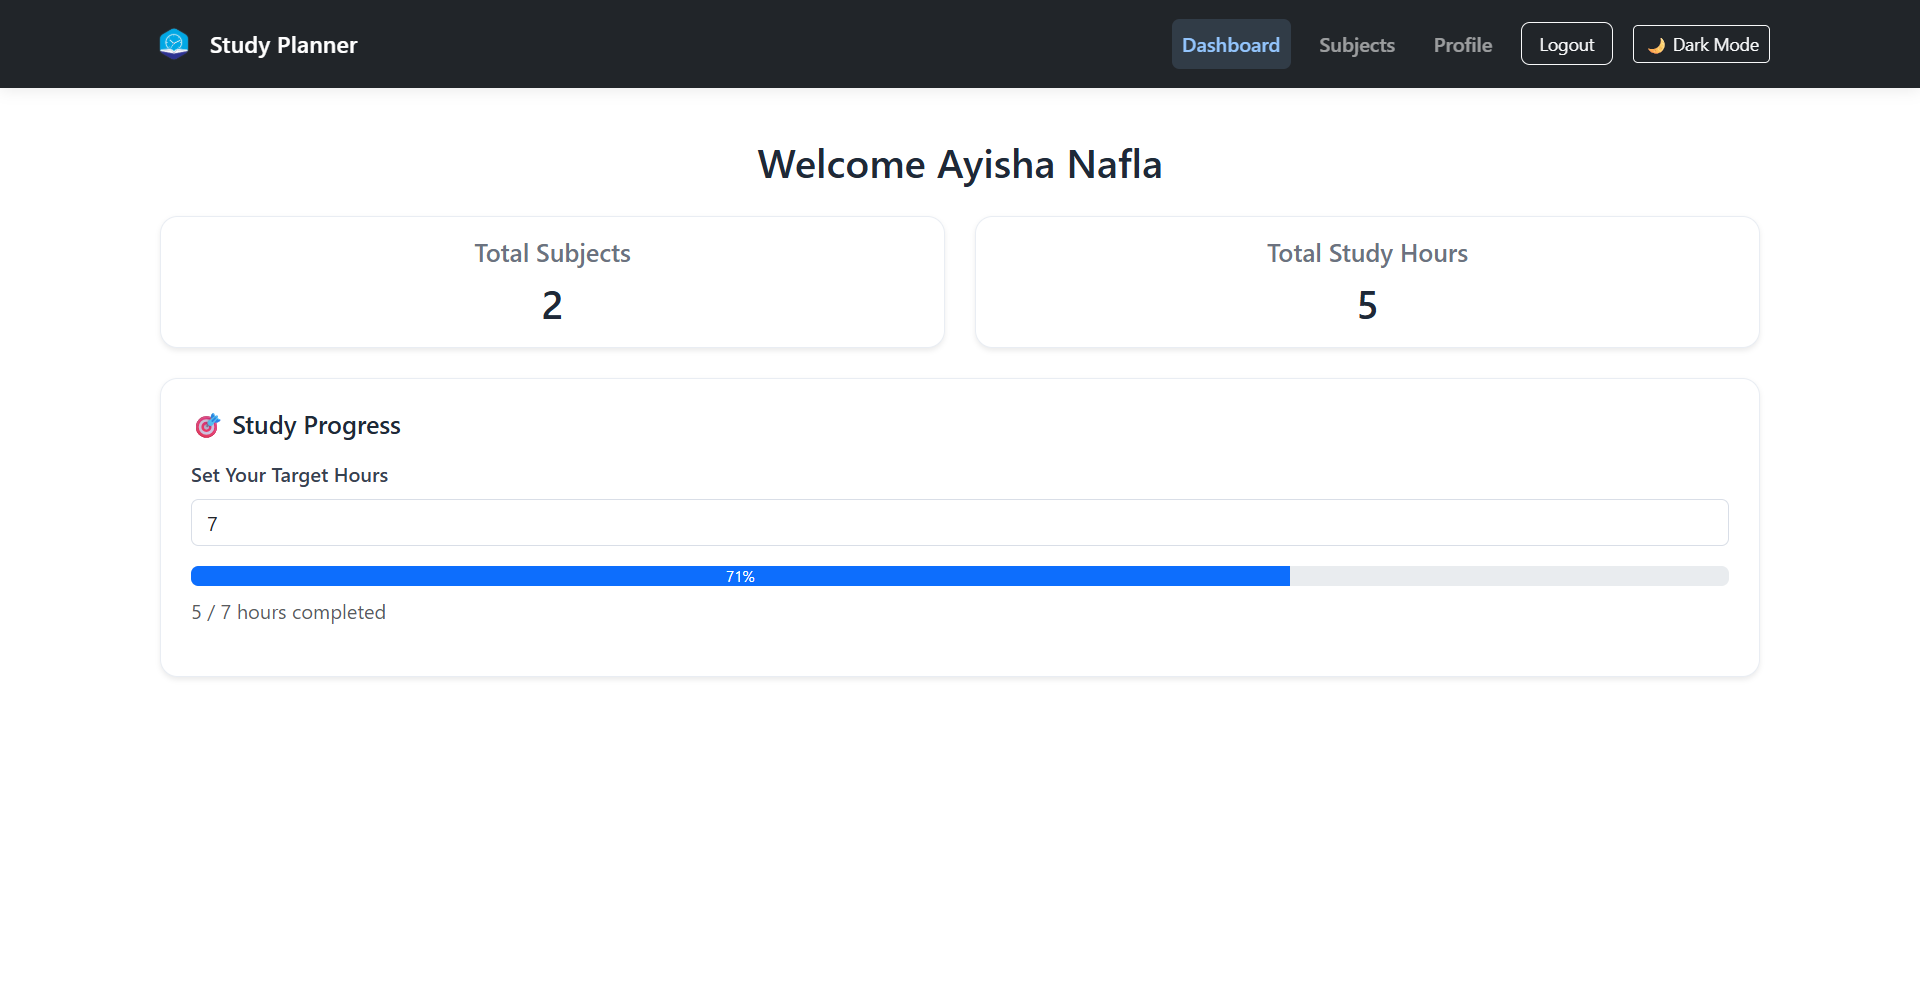 Study Planner
Dashboard
Subjects
Profile
Logout
🌙 Dark Mode
Welcome Ayisha Nafla
Total Subjects
2
Total Study Hours
5
🎯 Study Progress
Set Your Target Hours
7
71%
5 / 7 hours completed